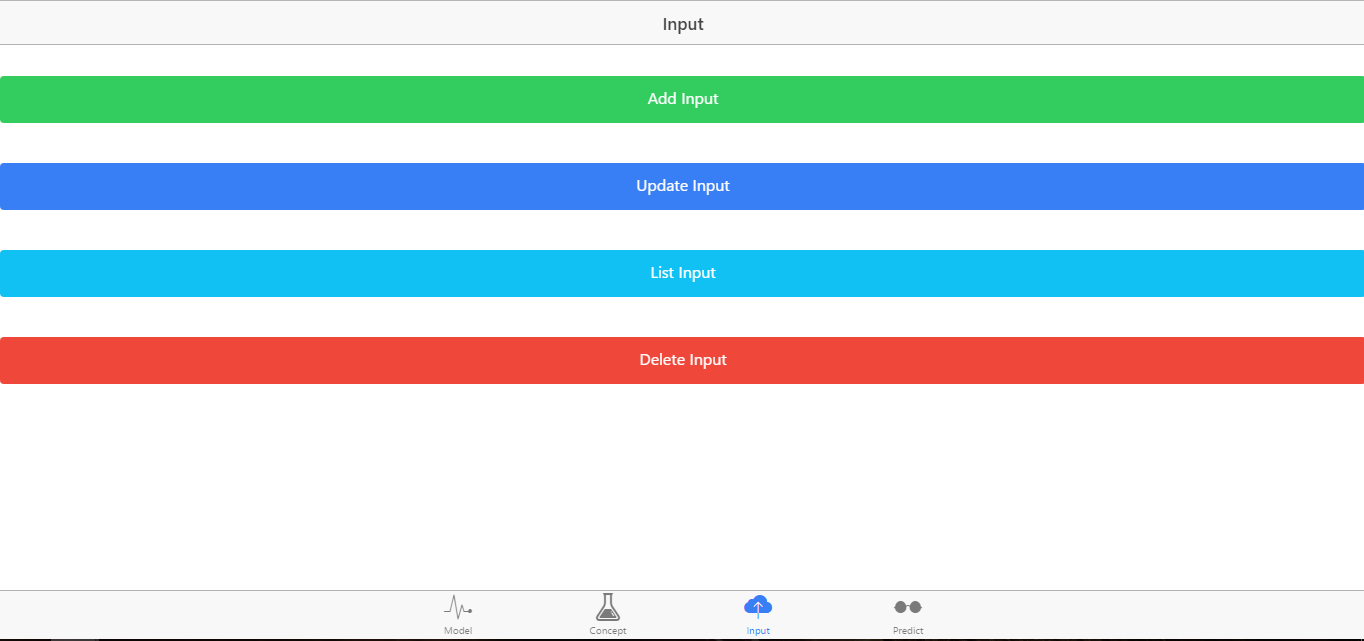 Input
Add Input
Update Input
List Input
Delete Input
Model
Concept
Input
Predict